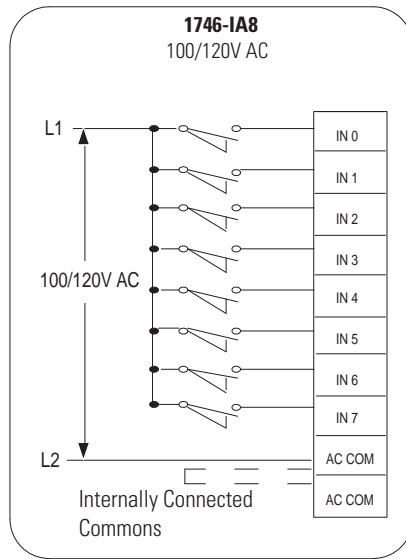 1746-IA8
100/120V AC
L1
IN 0
IN 1
IN 2
IN 3
100/120V AC
IN 4
IN 5
IN 6
IN 7
L2
AC COM
AC COM
Internally Connected
Commons